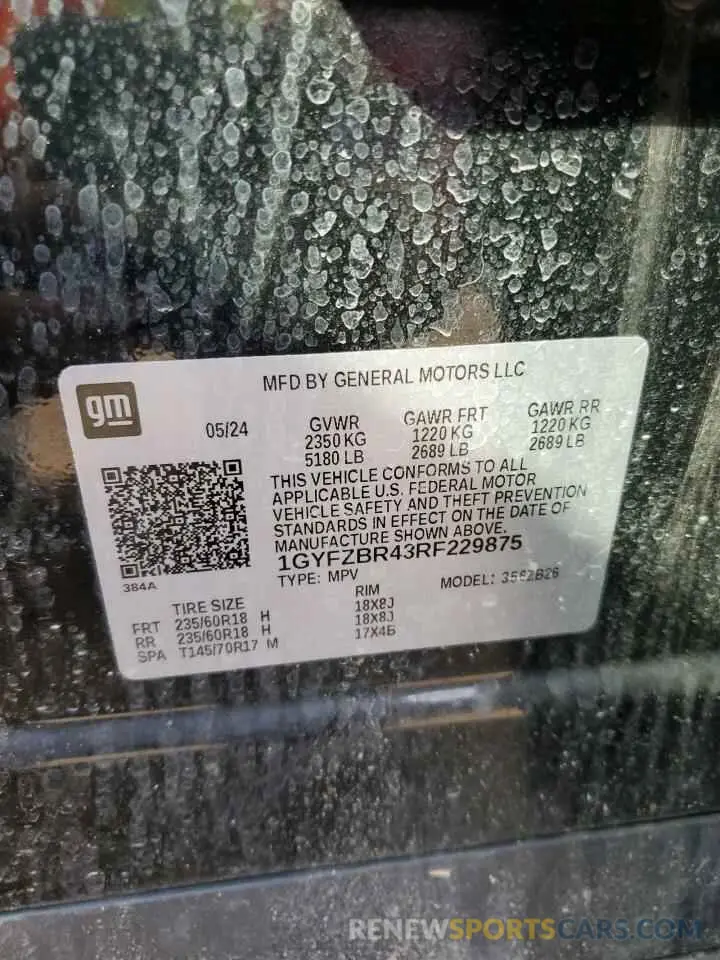 gm
MFD BY GENERAL MOTORS LLC
05/24
GVWR GAWR FRT GAWR RR
2350 KG 1220 KG 1220 KG
5180 LB 2689 LB 2689 LB
THIS VEHICLE CONFORMS TO ALL
APPLICABLE U.S. FEDERAL MOTOR
VEHICLE SAFETY AND THEFT PREVENTION
STANDARDS IN EFFECT ON THE DATE OF
MANUFACTURE SHOWN ABOVE.
1GYFZBR43RF229875
384A
TYPE: MPV MODEL:
TIRE SIZE RIM
FRT 235/60R18 H 18X8J
RR 235/60R18 H 18X8J
SPA T145/70R17 M 17X4B
RENEWSPORTSCARS.COM